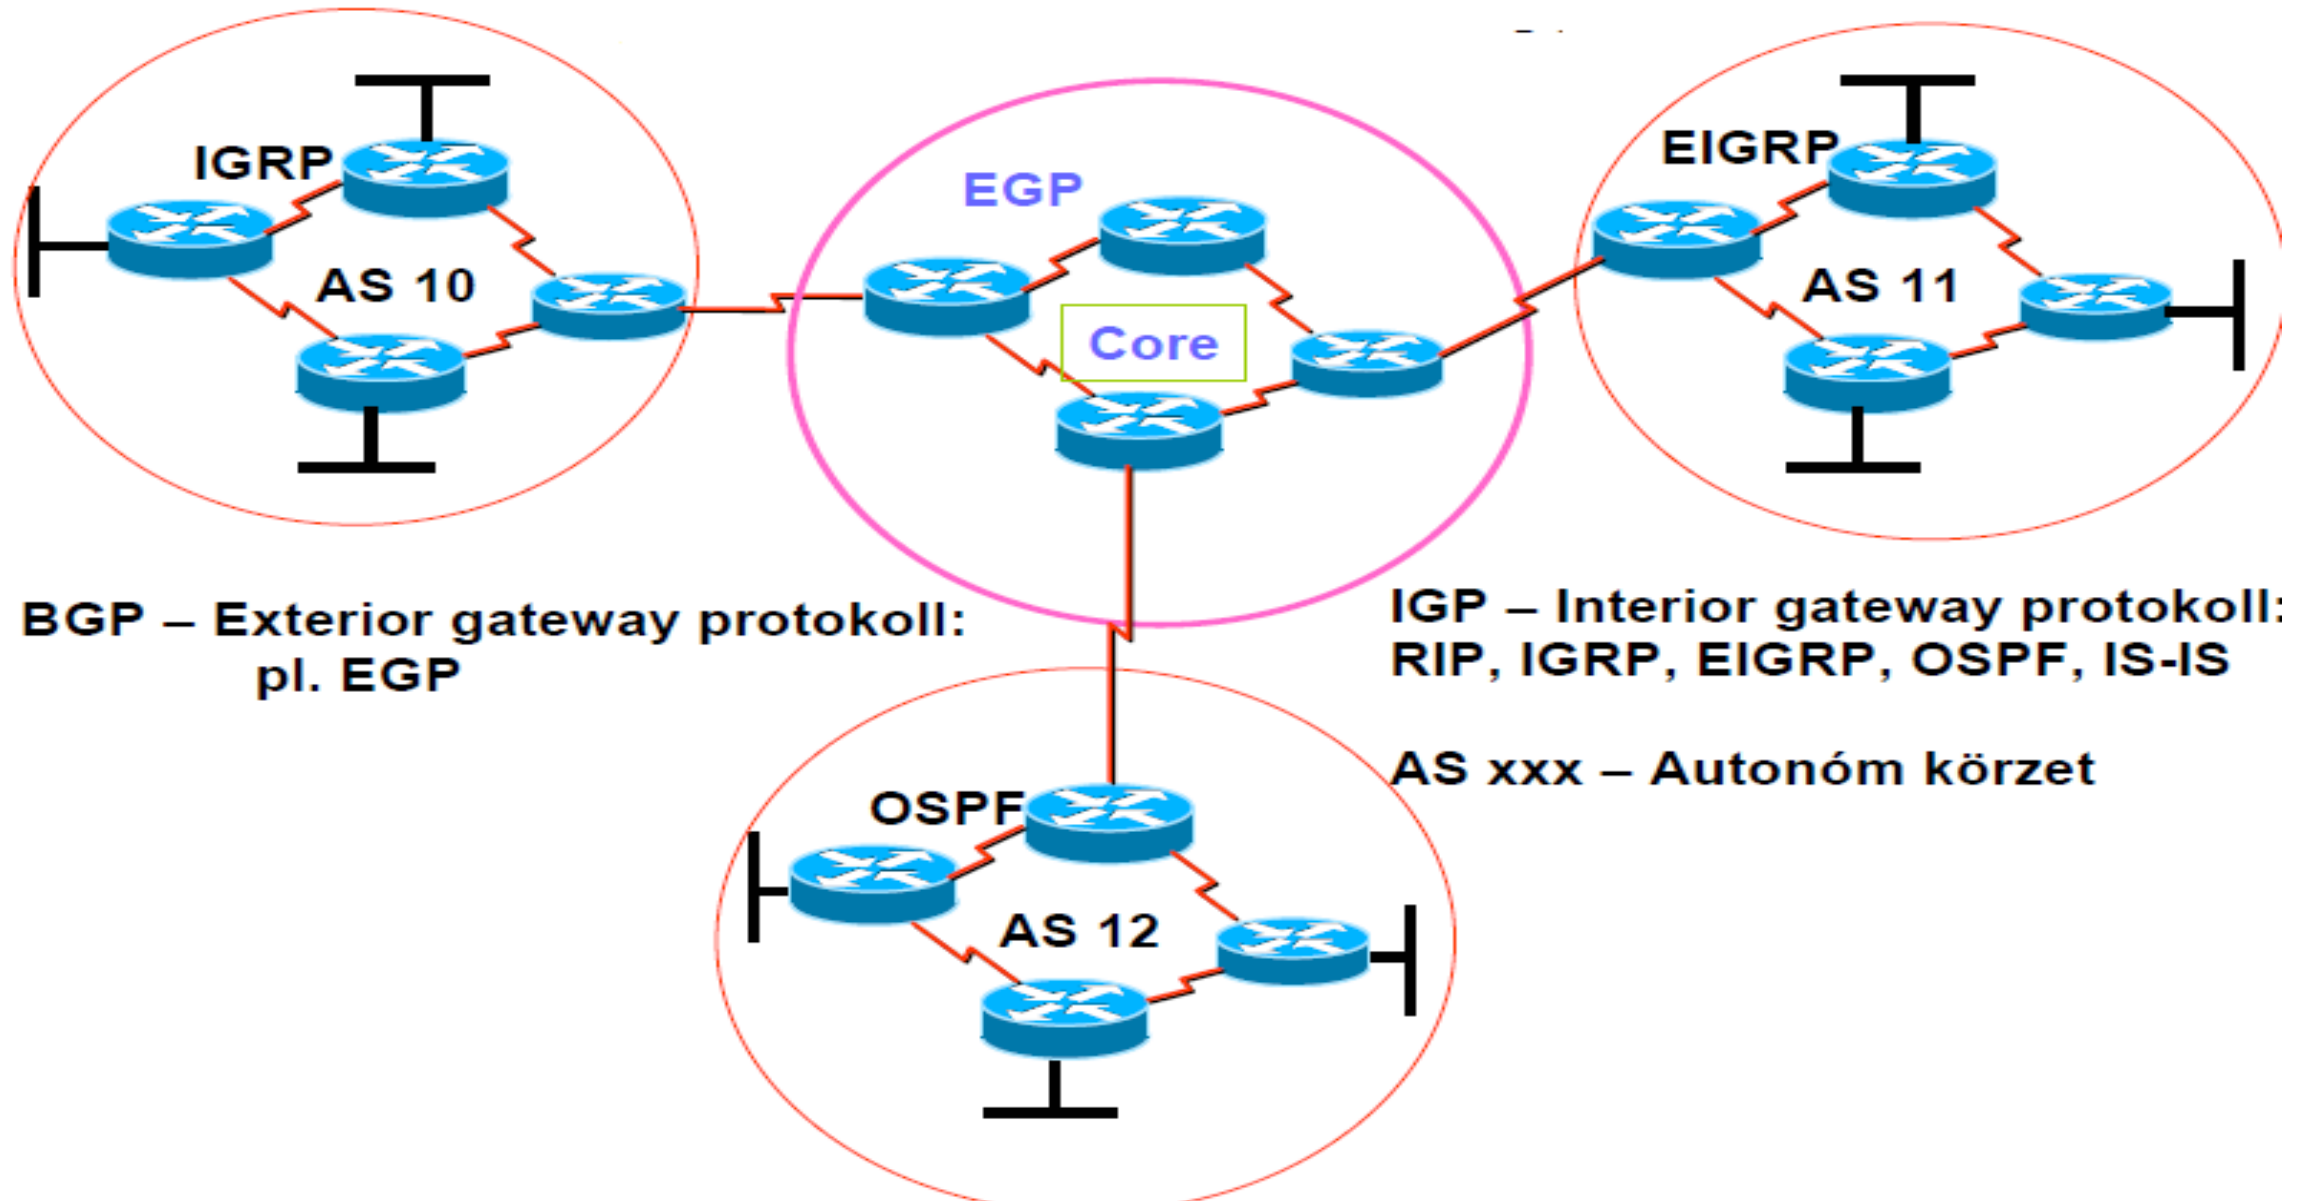 IGRP
AS 10
EGP
Core
EIGRP
AS 11
BGP – Exterior gateway protokoll:
pl. EGP
IGP – Interior gateway protokoll:
RIP, IGRP, EIGRP, OSPF, IS-IS
AS xxx – Autonóm körzet
OSPF
AS 12